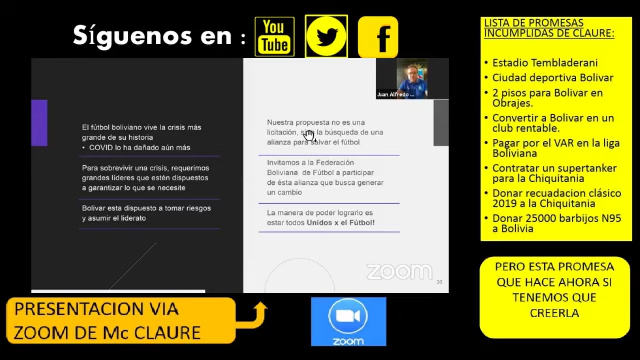 Síguenos en :
You
Tube
LISTA DE PROMESAS
INCUMPLIDAS DE CLAURE:
Estadio Tembladerani
Ciudad deportiva Bolivar
2 pisos para Bolivar en
Obrajes.
Convertir a Bolivar en un
club rentable.
Pagar por el VAR en la liga
Boliviana
Contratar un supertanker
para la Chiquitania
Donar recuadacion clásico
2019 a la Chiquitania
Donar 25000 barbijos N95
a Bolivia
PERO ESTA PROMESA
QUE HACE AHORA SI
TENEMOS QUE
CREERLA
Juan Alfredo ...
El fútbol boliviano vive la crisis más
grande de su historia
• COVID lo ha dañado aún más
Para sobrevivir una crisis, requerimos
grandes líderes que estén dispuestos
a garantizar lo que se necesite
Bolivar esta dispuesto a tomar riesgos
y asumir el liderato
Nuestra propuesta no es una
licitación, la búsqueda de una
alianza para salvar el fútbol
Invitamos a la Federación
Boliviana de Fútbol a participar
de ésta alianza que busca generar
un cambio
La manera de poder lograrlo es
estar todos Unidos x el Futbol!
zoom
PRESENTACION VIA
ZOOM DE Mc CLAURE
zoom